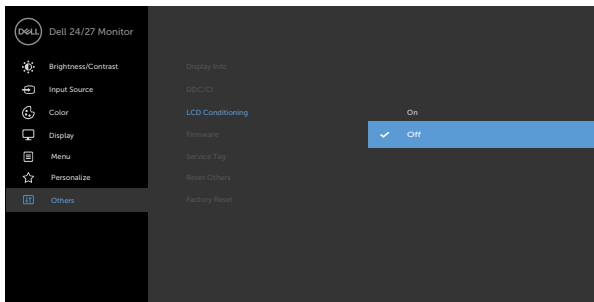 DELL Dell 24/27 Monitor
Brightness/Contrast Display Info
Input Source DDC/CI
Color LCD Conditioning On
Display Firmware Off
Menu Service Tag
Personalize Reset Others
Others Factory Reset